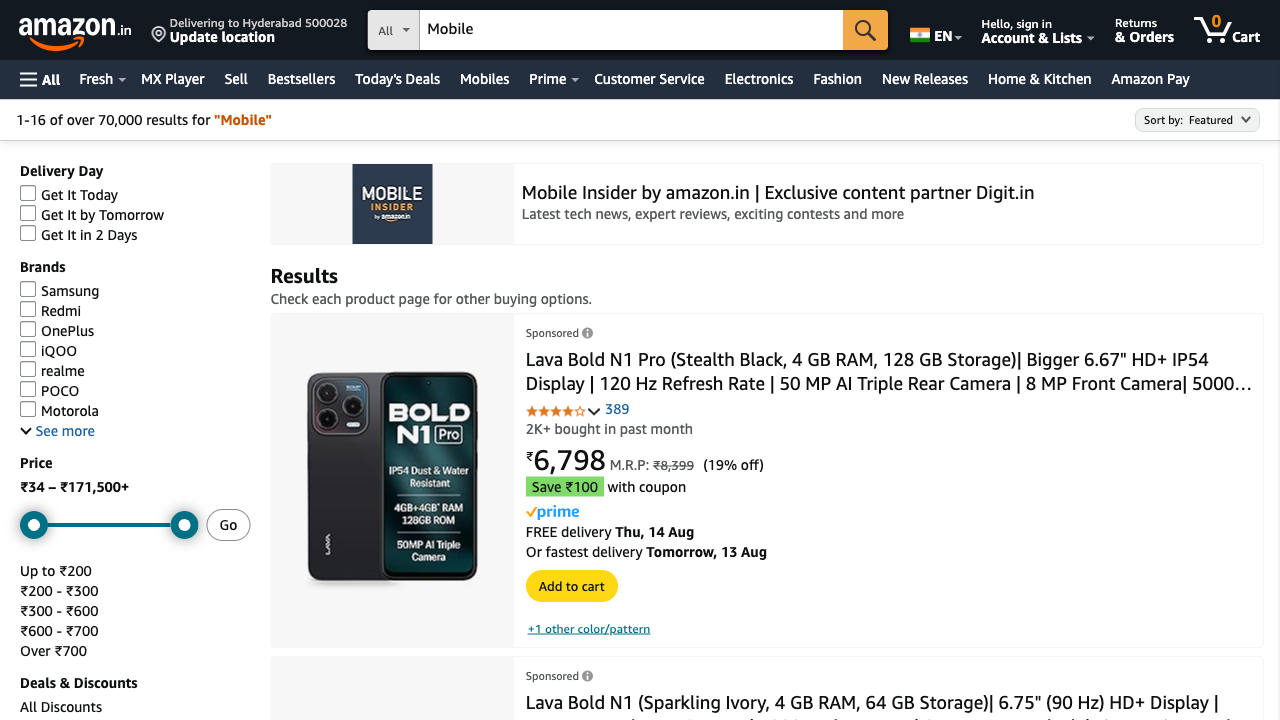 amazon.in
Delivering to Hyderabad 500028
Update location
All
Mobile
EN
Hello, sign in
Account & Lists
Returns
& Orders
0
Cart
All
Fresh
MX Player
Sell
Bestsellers
Today's Deals
Mobiles
Prime
Customer Service
Electronics
Fashion
New Releases
Home & Kitchen
Amazon Pay
1-16 of over 70,000 results for "Mobile"
Sort by: Featured
Delivery Day
Get It Today
Get It by Tomorrow
Get It in 2 Days
Brands
Samsung
Redmi
OnePlus
iQOO
realme
POCO
Motorola
See more
Price
₹34 – ₹171,500+
Go
Up to ₹200
₹200 - ₹300
₹300 - ₹600
₹600 - ₹700
Over ₹700
Deals & Discounts
All Discounts
MOBILE
INSIDER
by amazon.in
Mobile Insider by amazon.in | Exclusive content partner Digit.in
Latest tech news, expert reviews, exciting contests and more
Results
Check each product page for other buying options.
BOLD
N1 Pro
IP54 Dust & Water
Resistant
4GB+4GB* RAM
128GB ROM
50MP AI Triple
Camera
LAVA
Sponsored
Lava Bold N1 Pro (Stealth Black, 4 GB RAM, 128 GB Storage)| Bigger 6.67" HD+ IP54
Display | 120 Hz Refresh Rate | 50 MP AI Triple Rear Camera | 8 MP Front Camera| 5000…
389
2K+ bought in past month
₹6,798 M.R.P: ₹8,399 (19% off)
Save ₹100 with coupon
prime
FREE delivery Thu, 14 Aug
Or fastest delivery Tomorrow, 13 Aug
Add to cart
+1 other color/pattern
Sponsored
Lava Bold N1 (Sparkling Ivory, 4 GB RAM, 64 GB Storage)| 6.75" (90 Hz) HD+ Display |